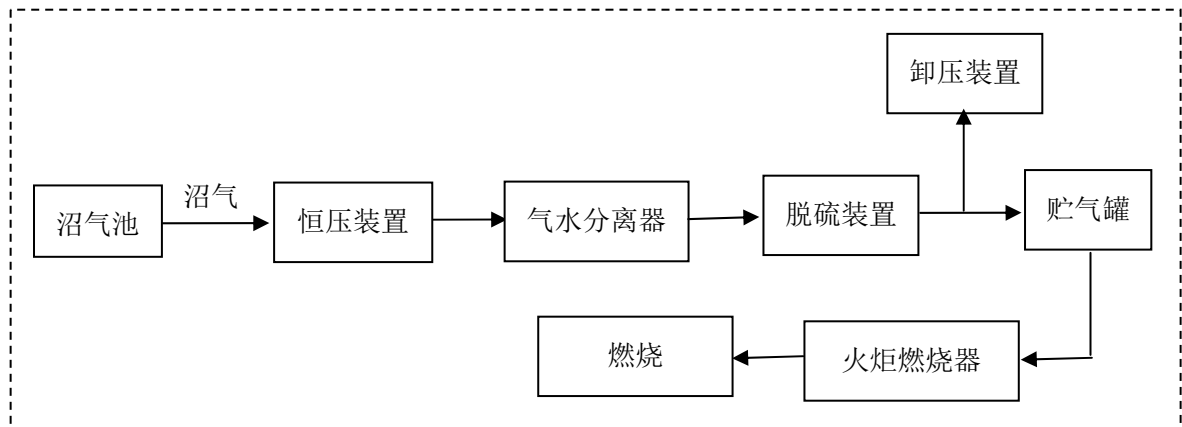 卸压装置
沼气
沼气池
恒压装置
气水分离器
脱硫装置
贮气罐
燃烧
火炬燃烧器